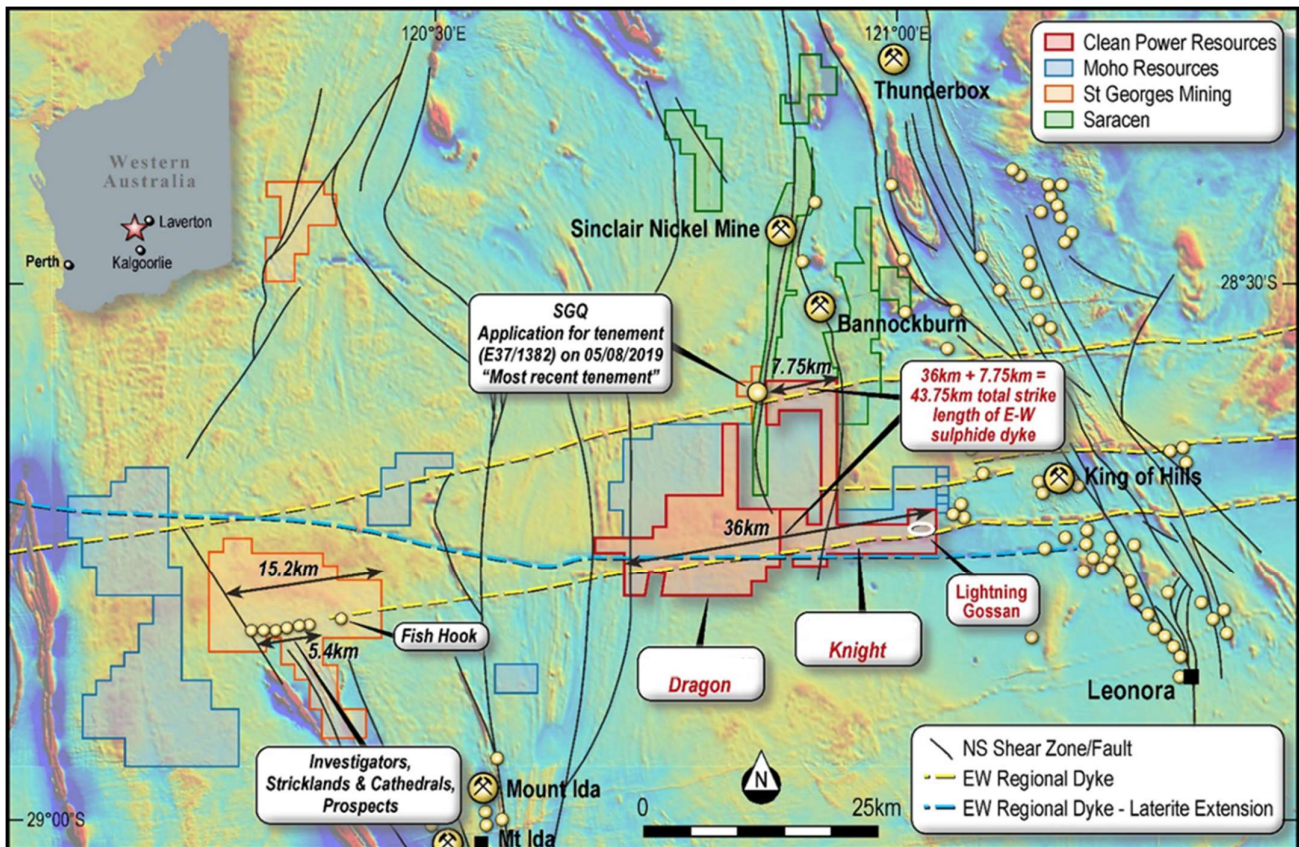 120°30'E
121°00'E
Clean Power Resources
Moho Resources
St Georges Mining
Saracen
Western
Australia
Laverton
Perth
Kalgoorlie
Thunderbox
Sinclair Nickel Mine
28°30'S
SGQ
Application for tenement
(E37/1382) on 05/08/2019
“Most recent tenement”
Bannockburn
7.75km
36km + 7.75km =
43.75km total strike
length of E-W
sulphide dyke
King of Hills
36km
15.2km
Fish Hook
5.4km
Lightning
Gossan
Knight
Dragon
Leonora
Investigators,
Stricklands & Cathedrals,
Prospects
Mount Ida
Mt Ida
N
0 25km
NS Shear Zone/Fault
EW Regional Dyke
EW Regional Dyke - Laterite Extension
29°00'S